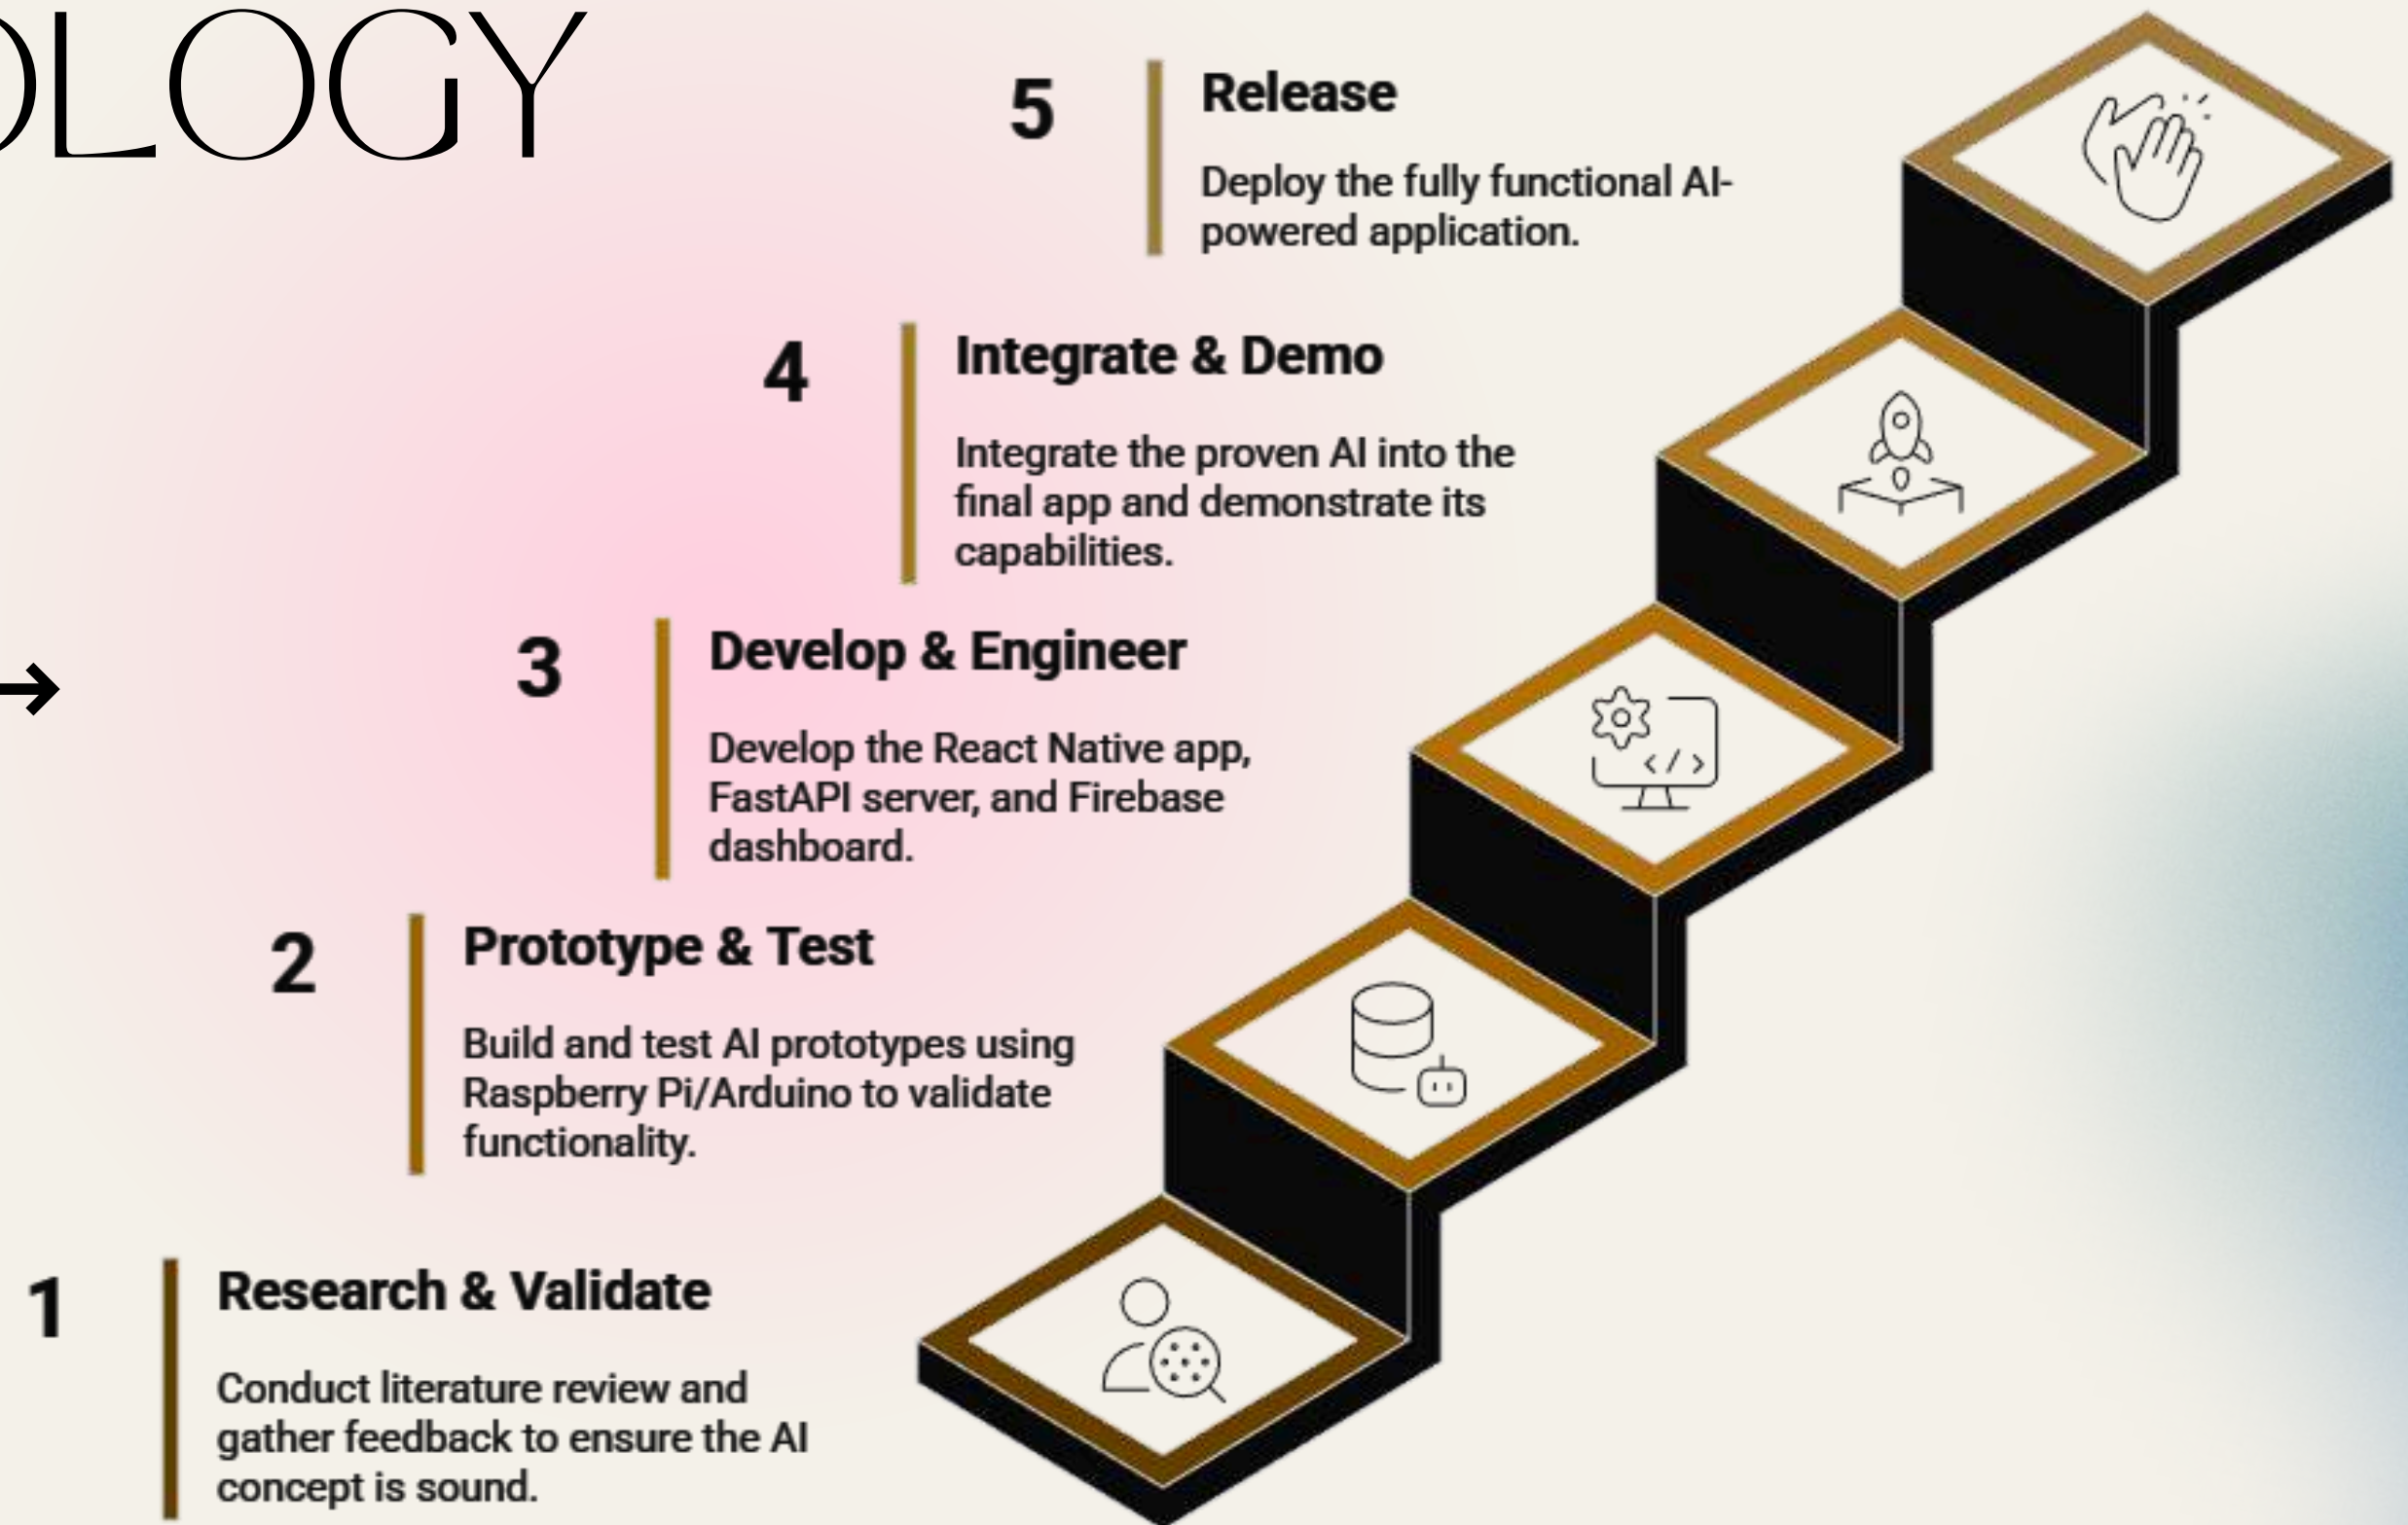 OLOGY
5
Release
Deploy the fully functional AI-
powered application.
4
Integrate & Demo
Integrate the proven AI into the
final app and demonstrate its
capabilities.
3
Develop & Engineer
Develop the React Native app,
FastAPI server, and Firebase
dashboard.
2
Prototype & Test
Build and test AI prototypes using
Raspberry Pi/Arduino to validate
functionality.
1
Research & Validate
Conduct literature review and
gather feedback to ensure the AI
concept is sound.